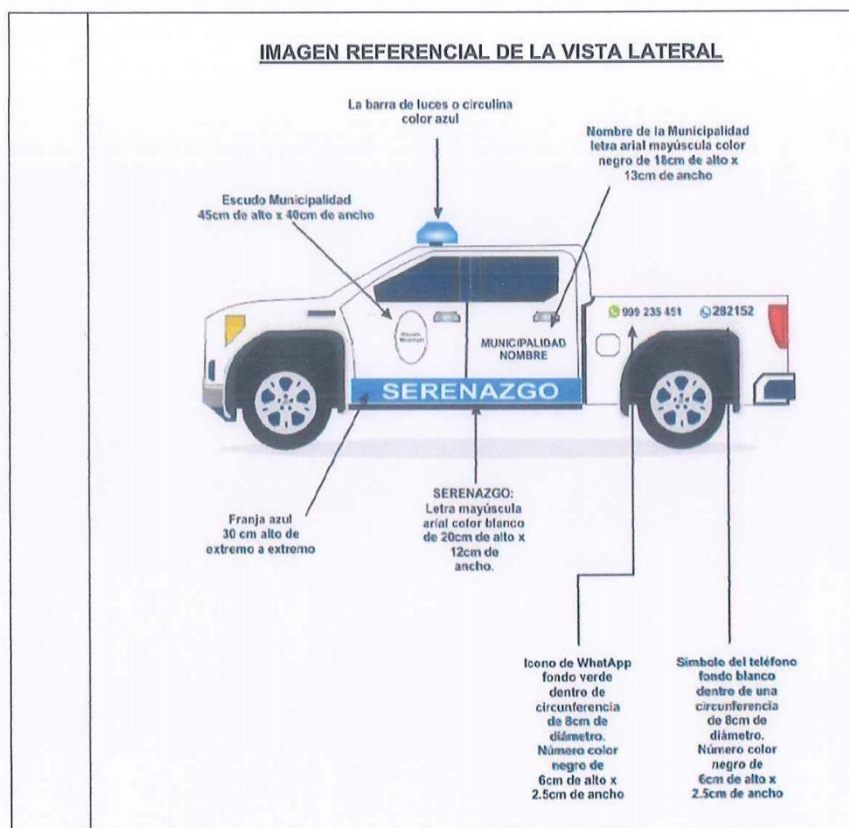 IMAGEN REFERENCIAL DE LA VISTA LATERAL
La barra de luces o circulina
color azul
Nombre de la Municipalidad
letra arial mayúscula color
negro de 18cm de alto x
13cm de ancho
Escudo Municipalidad
45cm de alto x 40cm de ancho
999 235 451
282152
MUNICIPALIDAD
NOMBRE
SERENAZGO
Franja azul
30 cm alto de
extremo a extremo
SERENAZGO:
Letra mayúscula
arial color blanco
de 20cm de alto x
12cm de
ancho.
Icono de WhatApp
fondo verde
dentro de
circunferencia
de 8cm de
diámetro.
Número color
negro de
6cm de alto x
2.5cm de ancho
Símbolo del teléfono
fondo blanco
dentro de una
circunferencia
de 8cm de
diámetro.
Número color
negro de
6cm de alto x
2.5cm de ancho